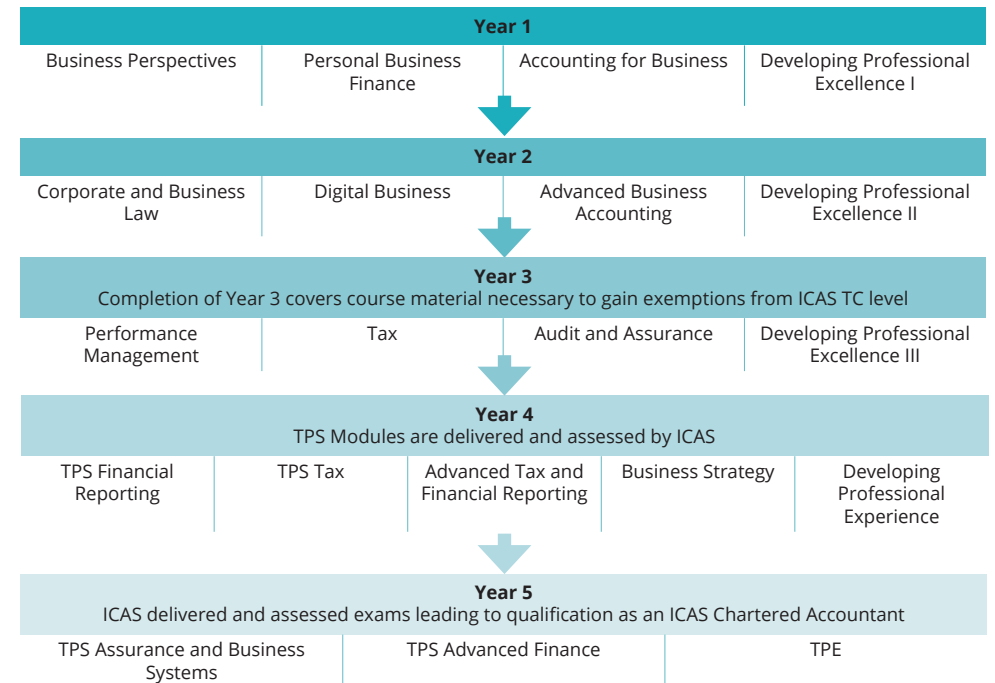 Year 1
Business Perspectives
Personal Business
Finance
Accounting for Business
Developing Professional
Excellence I
Year 2
Corporate and Business
Law
Digital Business
Advanced Business
Accounting
Developing Professional
Excellence II
Year 3
Completion of Year 3 covers course material necessary to gain exemptions from ICAS TC level
Performance
Management
Tax
Audit and Assurance
Developing Professional
Excellence III
Year 4
TPS Modules are delivered and assessed by ICAS
TPS Financial
Reporting
TPS Tax
Advanced Tax and
Financial Reporting
Business Strategy
Developing
Professional
Experience
Year 5
ICAS delivered and assessed exams leading to qualification as an ICAS Chartered Accountant
TPS Assurance and Business
Systems
TPS Advanced Finance
TPE